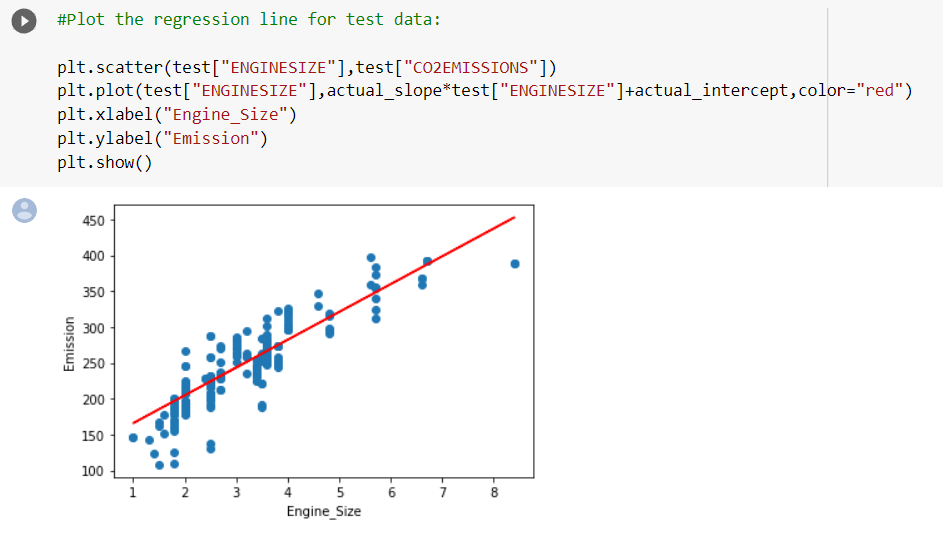 #Plot the regression line for test data:
plt.scatter(test["ENGINESIZE"],test["CO2EMISSIONS"])
plt.plot(test["ENGINESIZE"],actual_slope*test["ENGINESIZE"]+actual_intercept,color="red")
plt.xlabel("Engine_Size")
plt.ylabel("Emission")
plt.show()
450
400
350
300
250
200
150
100
Emission
1 2 3 4 5 6 7 8
Engine_Size